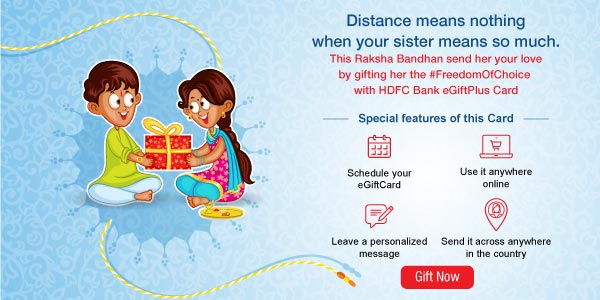 Distance means nothing
when your sister means so much.
This Raksha Bandhan send her your love
by gifting her the #FreedomOfChoice
with HDFC Bank eGiftPlus Card
Special features of this Card
Schedule your
eGiftCard
Use it anywhere
online
Leave a personalized
message
Send it across anywhere
in the country
Gift Now